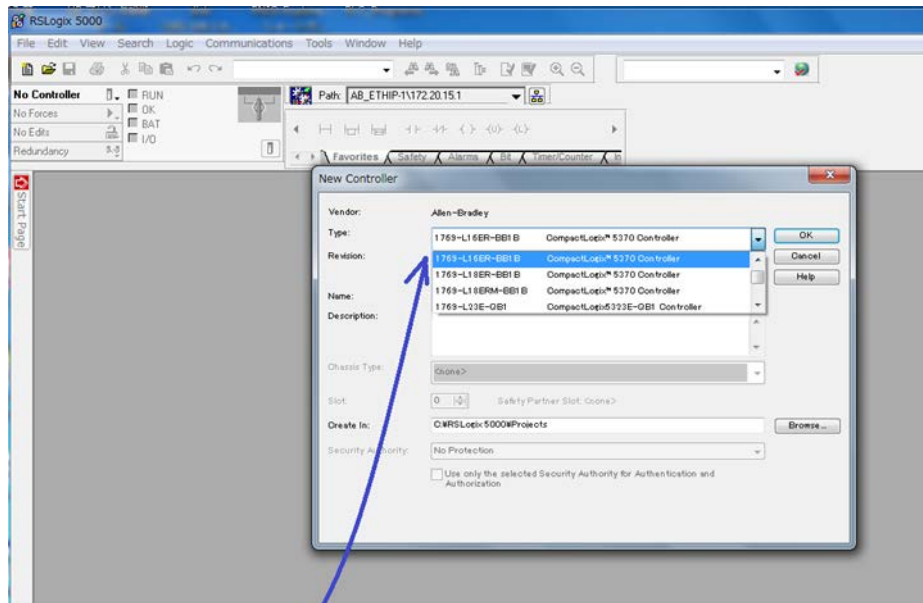 RSLogix 5000
File Edit View Search Logic Communications Tools Window Help
No Controller
RUN
Path: AB_ETHIP-1\172.20.15.1
No Forces
OK
No Edits
BAT
Redundancy
I/O
Favorites Safety Alarms Bit Timer/Counter In
Start Page
New Controller
Vendor: Allen-Bradley
Type: 1769-L16ER-BB1B CompactLogix™ 5370 Controller OK
Revision: 1769-L16ER-BB1B CompactLogix™ 5370 Controller Cancel
1769-L18ER-BB1B CompactLogix™ 5370 Controller Help
Name: 1769-L18ERM-BB1B CompactLogix™ 5370 Controller
1769-L23E-QB1 CompactLogix5323E-QB1 Controller
Description:
Chassis Type: <none>
Slot: 0 Safety Partner Slot: <none>
Create In: C:¥RSLogix 5000¥Projects Browse...
Security Authority: No Protection
Use only the selected Security Authority for Authentication and
Authorization